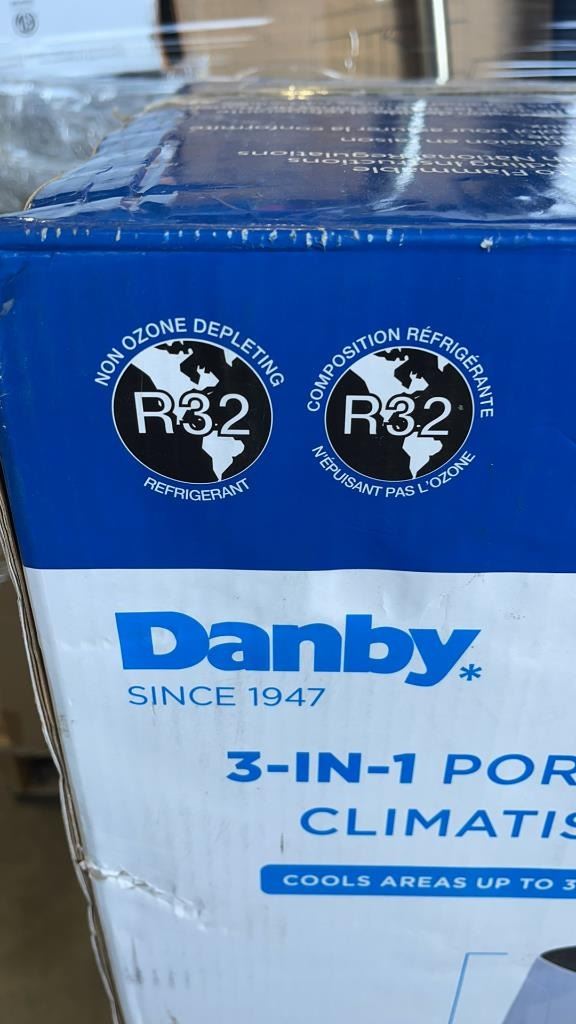 NON OZONE DEPLETING
R32
REFRIGERANT
COMPOSITION RÉFRIGÉRANTE
R32
N'ÉPUISANT PAS L'OZONE
Danby*
SINCE 1947
3-IN-1 POR
CLIMATIS
COOLS AREAS UP TO 3